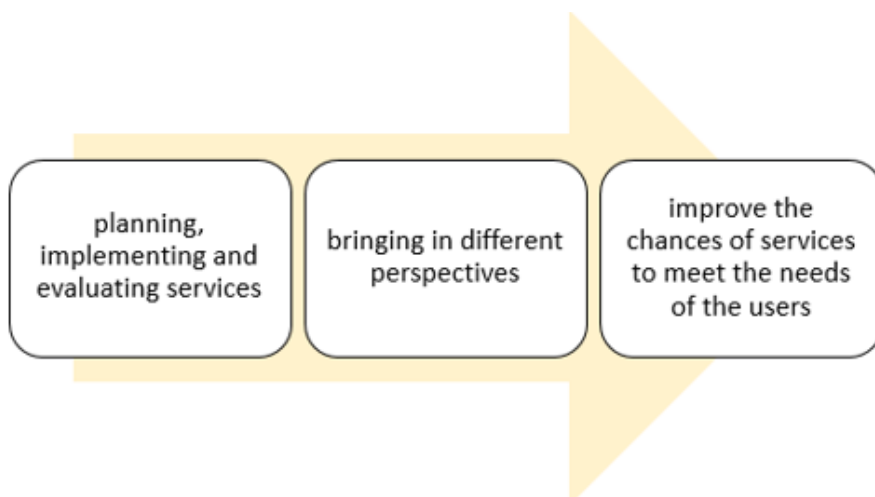 planning,
implementing and
evaluating services
bringing in different
perspectives
improve the
chances of services
to meet the needs
of the users